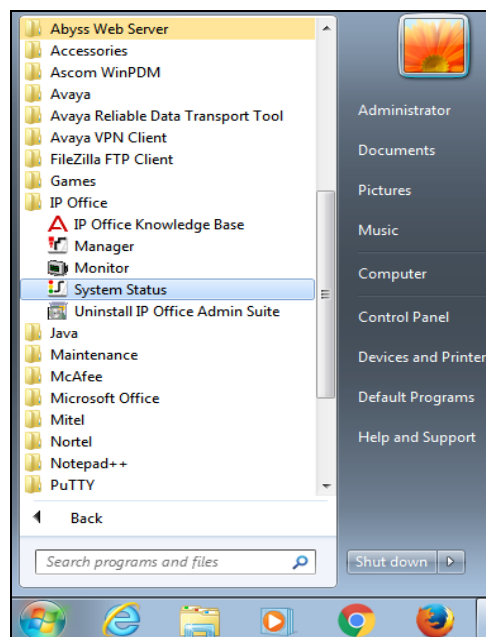 Abyss Web Server
Accessories
Ascom WinPDM
Avaya
Avaya Reliable Data Transport Tool
Avaya VPN Client
FileZilla FTP Client
Games
IP Office
IP Office Knowledge Base
Manager
Monitor
System Status
Uninstall IP Office Admin Suite
Java
Maintenance
McAfee
Microsoft Office
Mitel
Nortel
Notepad++
PuTTY
Back
Search programs and files
Administrator
Documents
Pictures
Music
Computer
Control Panel
Devices and Printer
Default Programs
Help and Support
Shut down